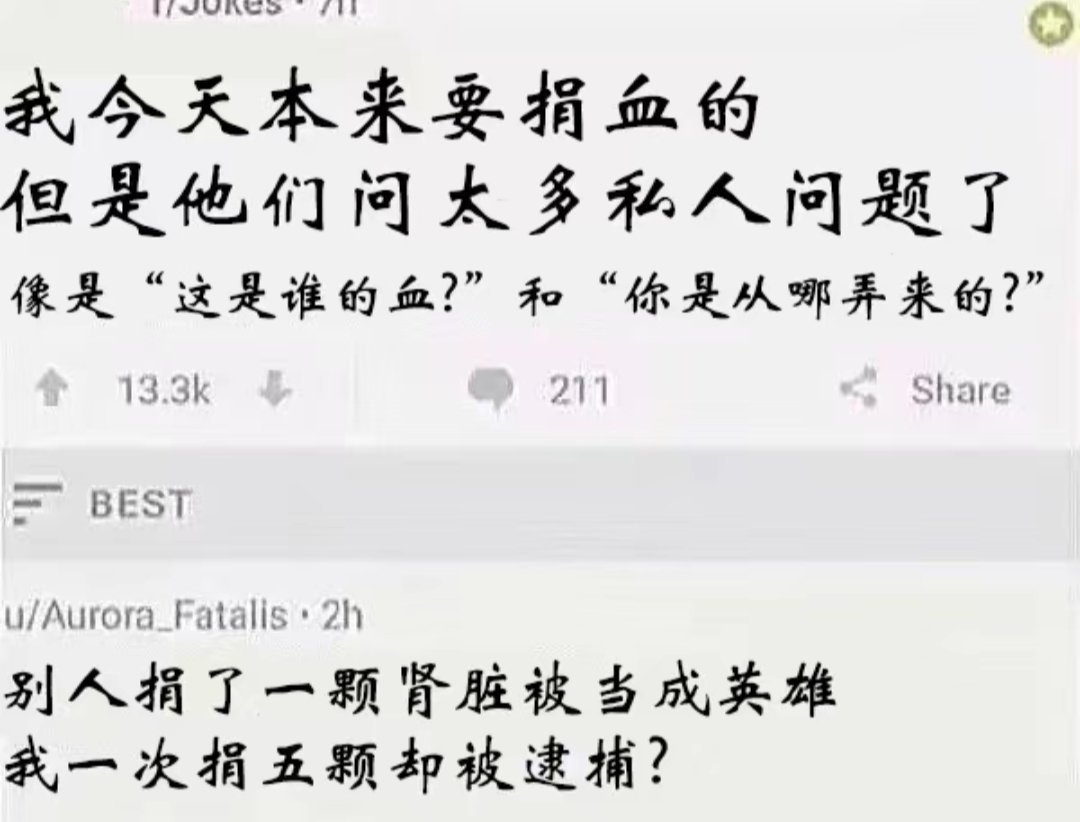 r/Jokes · 7h
我今天本来要捐血的
但是他们问太多私人问题了
像是“这是谁的血?”和“你是从哪弄来的?”
13.3k 211 Share
BEST
u/Aurora_Fatalis · 2h
别人捐了一颗肾脏被当成英雄
我一次捐五颗却被逮捕?